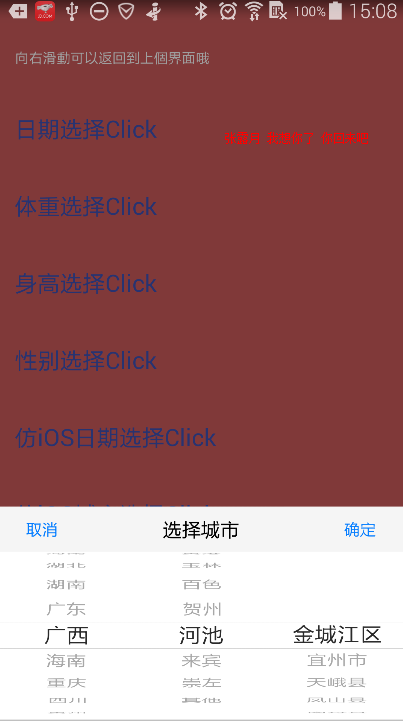 100% 15:08
向右滑動可以返回到上個界面哦
日期选择Click
体重选择Click
身高选择Click
性别选择Click
仿iOS日期选择Click
取消 选择城市 确定
湖北 玉林
湖南 百色
广东 贺州
广西 河池 金城江区
海南 来宾 宜州市
重庆 崇左 天峨县
四川 凤山县